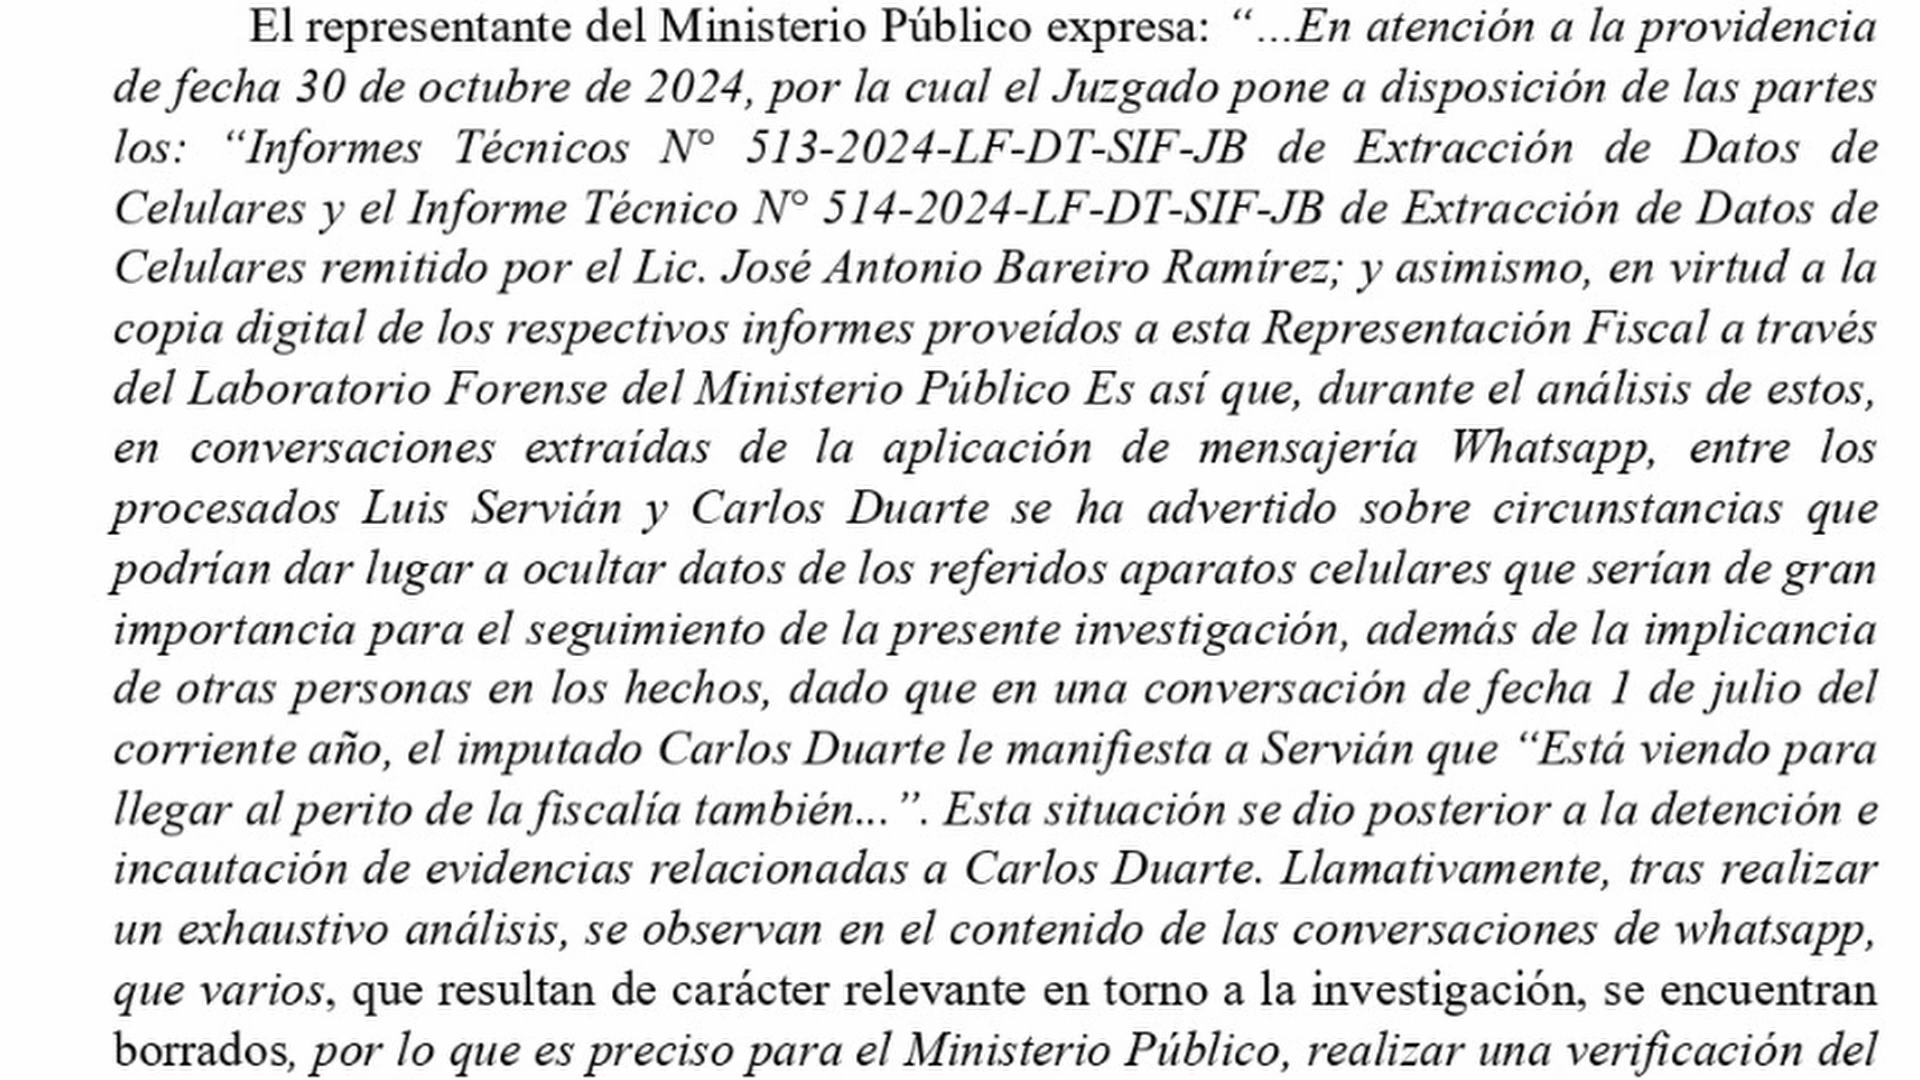 El representante del Ministerio Público expresa: “...En atención a la providencia
de fecha 30 de octubre de 2024, por la cual el Juzgado pone a disposición de las partes
los: “Informes Técnicos N° 513-2024-LF-DT-SIF-JB de Extracción de Datos de
Celulares y el Informe Técnico N° 514-2024-LF-DT-SIF-JB de Extracción de Datos de
Celulares remitido por el Lic. José Antonio Bareiro Ramírez; y asimismo, en virtud a la
copia digital de los respectivos informes proveídos a esta Representación Fiscal a través
del Laboratorio Forense del Ministerio Público Es así que, durante el análisis de estos,
en conversaciones extraídas de la aplicación de mensajería Whatsapp, entre los
procesados Luis Servián y Carlos Duarte se ha advertido sobre circunstancias que
podrían dar lugar a ocultar datos de los referidos aparatos celulares que serían de gran
importancia para el seguimiento de la presente investigación, además de la implicancia
de otras personas en los hechos, dado que en una conversación de fecha 1 de julio del
corriente año, el imputado Carlos Duarte le manifiesta a Servián que “Está viendo para
llegar al perito de la fiscalía también...”. Esta situación se dio posterior a la detención e
incautación de evidencias relacionadas a Carlos Duarte. Llamativamente, tras realizar
un exhaustivo análisis, se observan en el contenido de las conversaciones de whatsapp,
que varios, que resultan de carácter relevante en torno a la investigación, se encuentran
borrados, por lo que es preciso para el Ministerio Público, realizar una verificación del